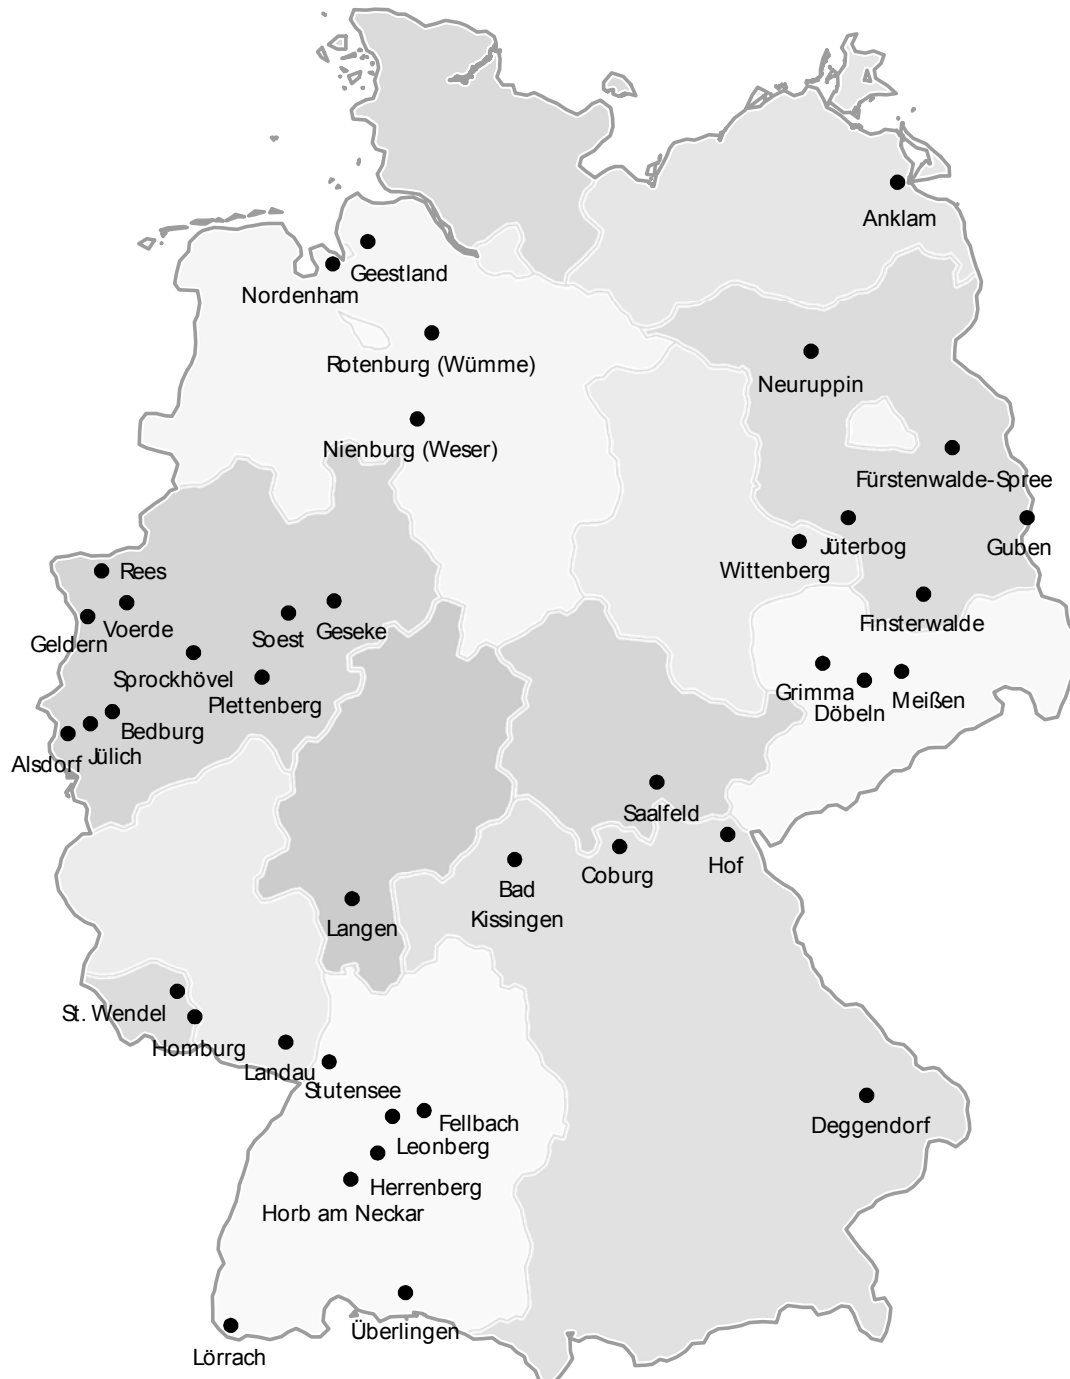 Anklam
Geestland
Nordenham
Rotenburg (Wümme)
Neuruppin
Nienburg (Weser)
Fürstenwalde-Spree
Jüterbog
Guben
Wittenberg
Rees
Voerde
Geldern
Soest
Geseke
Finsterwalde
Sprockhövel
Plettenberg
Grimma
Meißen
Döbeln
Bedburg
Jülich
Alsdorf
Saalfeld
Hof
Coburg
Bad
Kissingen
Langen
St. Wendel
Homburg
Landau
Stutensee
Fellbach
Deggendorf
Leonberg
Herrenberg
Horb am Neckar
Überlingen
Lörrach